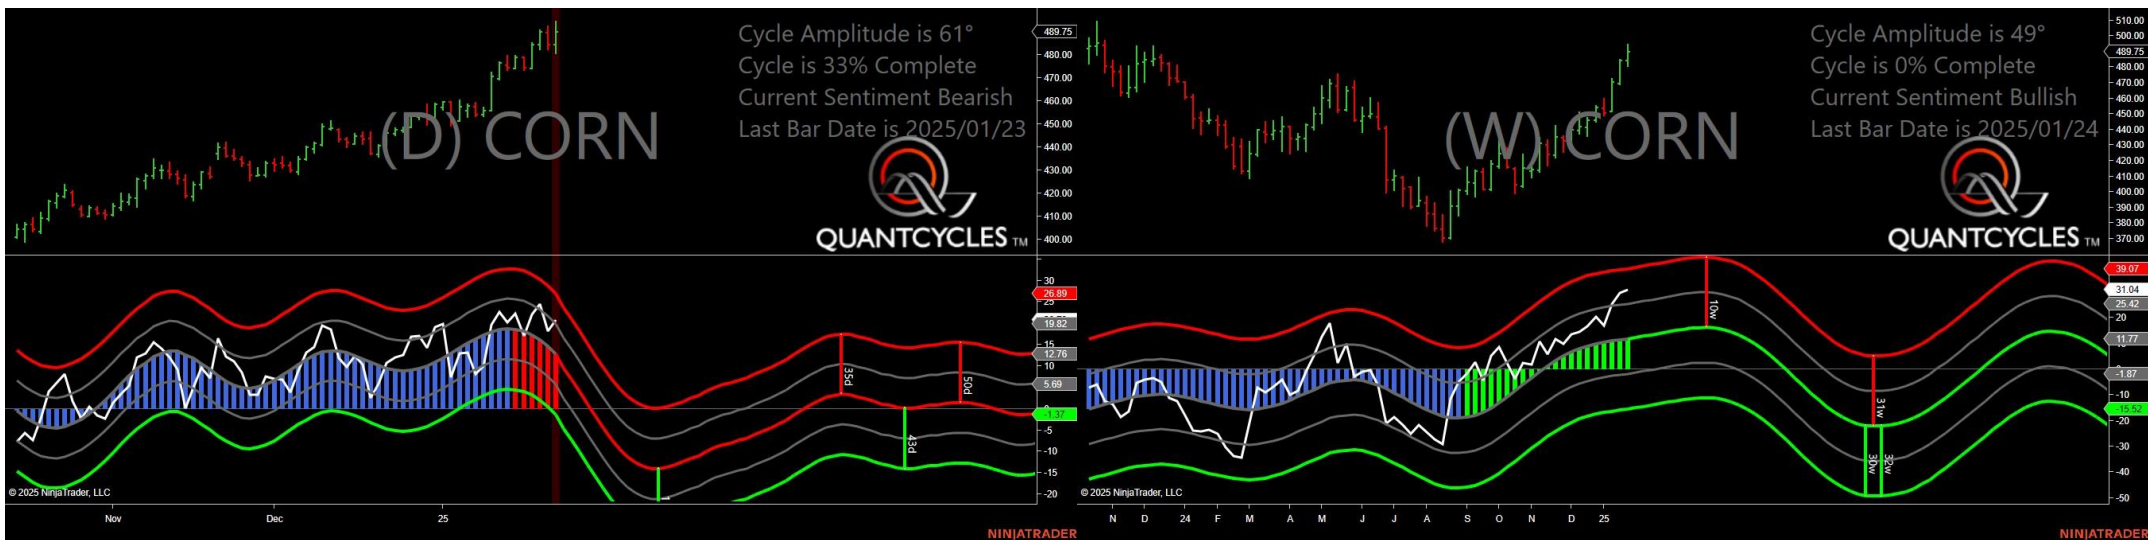 Cycle Amplitude is 61°
Cycle is 33% Complete
Current Sentiment Bearish
Last Bar Date is 2025/01/23
(D) CORN
QUANTCYCLES TM
489.75
480.00
470.00
460.00
450.00
440.00
430.00
420.00
410.00
400.00
30
26.89
25
19.82
15
12.76
10
5.69
0
-1.37
-5
-10
-15
-20
35d
43d
50d
© 2025 NinjaTrader, LLC
Nov
Dec
25
NINJATRADER
Cycle Amplitude is 49°
Cycle is 0% Complete
Current Sentiment Bullish
Last Bar Date is 2025/01/24
(W) CORN
QUANTCYCLES TM
510.00
500.00
489.75
480.00
470.00
460.00
450.00
440.00
430.00
420.00
410.00
400.00
390.00
380.00
370.00
39.07
31.04
25.42
20
11.77
-1.87
-10
-15.52
-20
-30
-40
-50
10w
31w
30w
32w
© 2025 NinjaTrader, LLC
N D 24 F M A M J J A S O N D 25
NINJATRADER